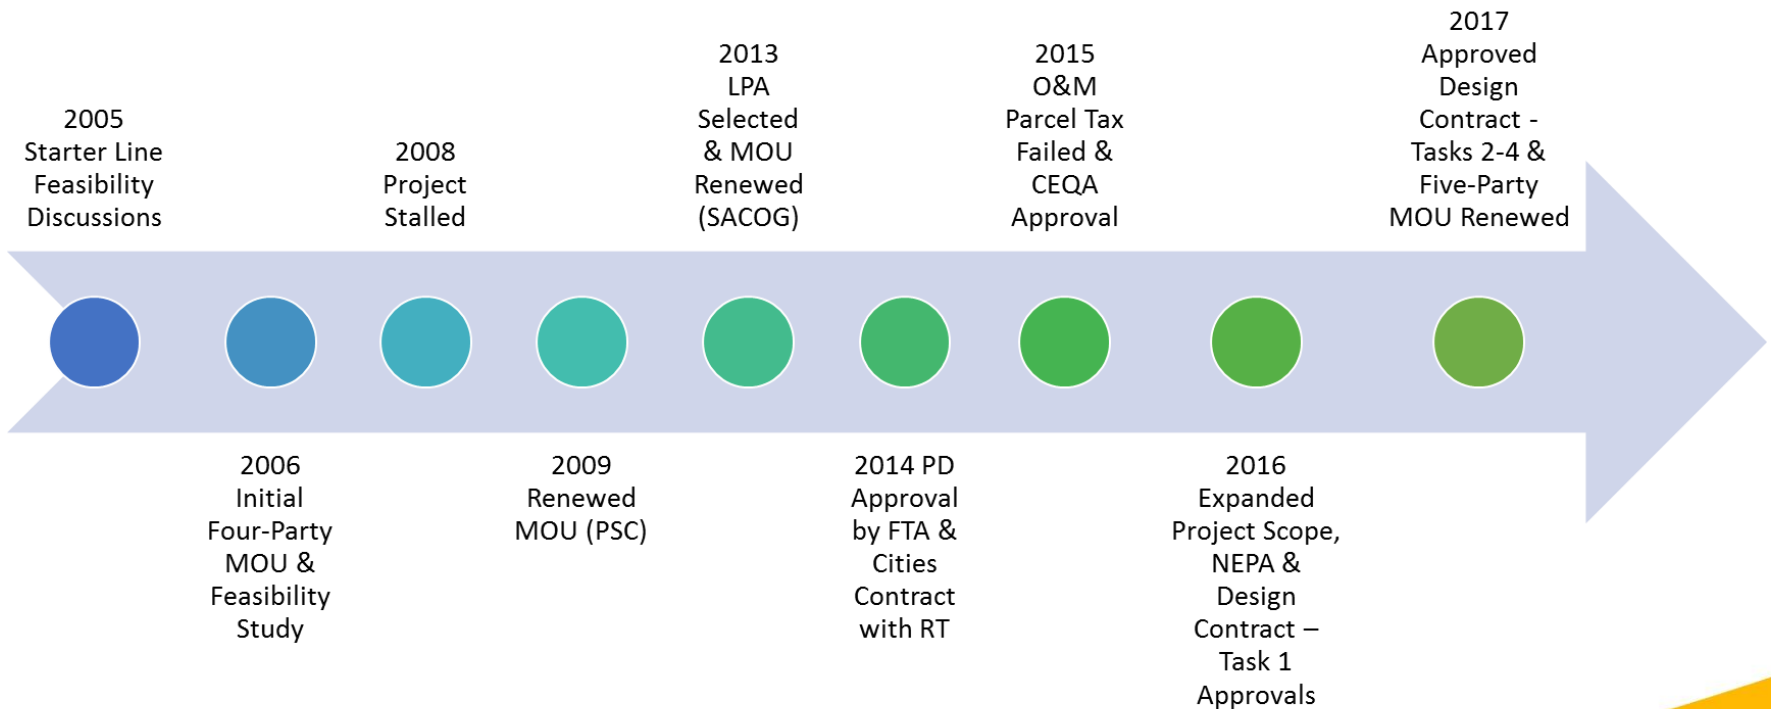 2005
Starter Line
Feasibility
Discussions
2006
Initial
Four-Party
MOU &
Feasibility
Study
2008
Project
Stalled
2009
Renewed
MOU (PSC)
2013
LPA
Selected
& MOU
Renewed
(SACOG)
2014 PD
Approval
by FTA &
Cities
Contract
with RT
2015
O&M
Parcel Tax
Failed &
CEQA
Approval
2016
Expanded
Project Scope,
NEPA &
Design
Contract –
Task 1
Approvals
2017
Approved
Design
Contract -
Tasks 2-4 &
Five-Party
MOU Renewed